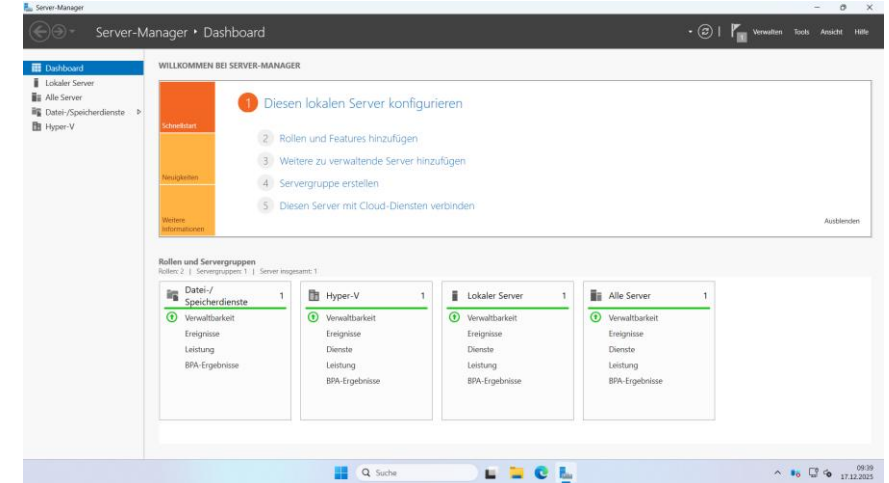 Server-Manager
Server-Manager • Dashboard
1
Verwalten Tools Ansicht Hilfe
Dashboard
Lokaler Server
Alle Server
Datei-/Speicherdienste
Hyper-V
WILLKOMMEN BEI SERVER-MANAGER
Schnellstart
Neuigkeiten
Weitere
Informationen
1 Diesen lokalen Server konfigurieren
2 Rollen und Features hinzufügen
3 Weitere zu verwaltende Server hinzufügen
4 Servergruppe erstellen
5 Diesen Server mit Cloud-Diensten verbinden
Ausblenden
Rollen und Servergruppen
Rollen: 2 | Servergruppen: 1 | Server insgesamt: 1
Datei-/
Speicherdienste 1
Verwaltbarkeit
Ereignisse
Leistung
BPA-Ergebnisse
Hyper-V 1
Verwaltbarkeit
Ereignisse
Dienste
Leistung
BPA-Ergebnisse
Lokaler Server 1
Verwaltbarkeit
Ereignisse
Dienste
Leistung
BPA-Ergebnisse
Alle Server 1
Verwaltbarkeit
Ereignisse
Dienste
Leistung
BPA-Ergebnisse
Suche
09:39
17.12.2025